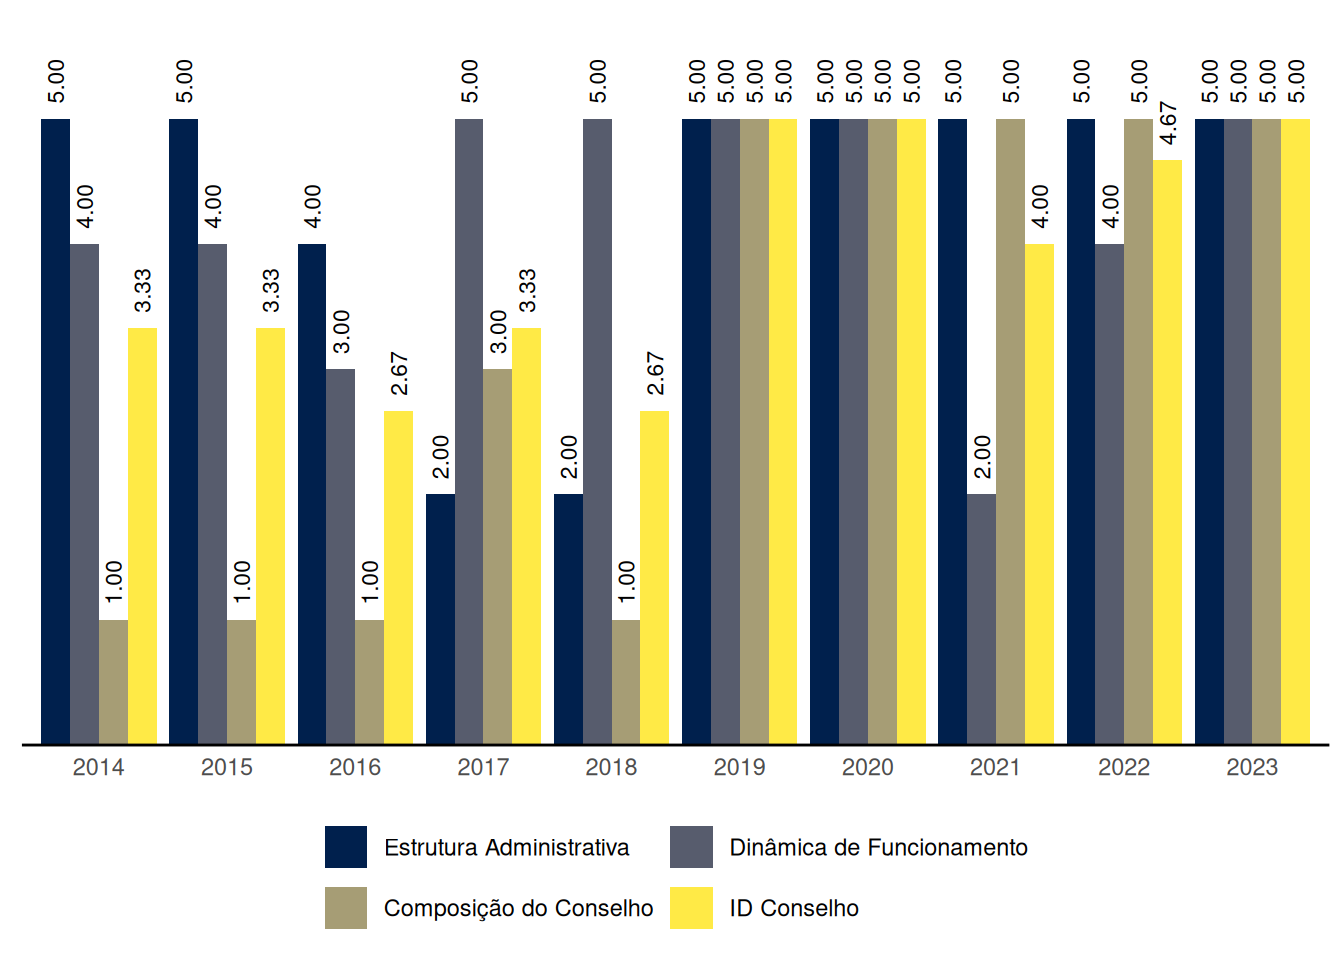 5.00 5.00 5.00 5.00 5.00 5.00 5.00 5.00 5.00 5.00 5.00 5.00 5.00 5.00 5.00 5.00 5.00 5.00 5.00 5.00
4.67
4.00 4.00 4.00 4.00 4.00
3.33 3.33 3.33
3.00 3.00
2.67 2.67
2.00 2.00 2.00
1.00 1.00 1.00 1.00
2014 2015 2016 2017 2018 2019 2020 2021 2022 2023
Estrutura Administrativa Dinâmica de Funcionamento
Composição do Conselho ID Conselho